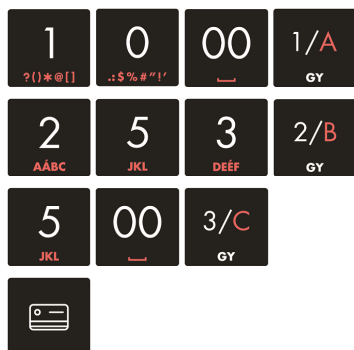 1 0 00 1/A
?()*@[] .:$%#"!' GY
2 5 3 2/B
AÁBC JKL DEÉF GY
5 00 3/C
JKL GY